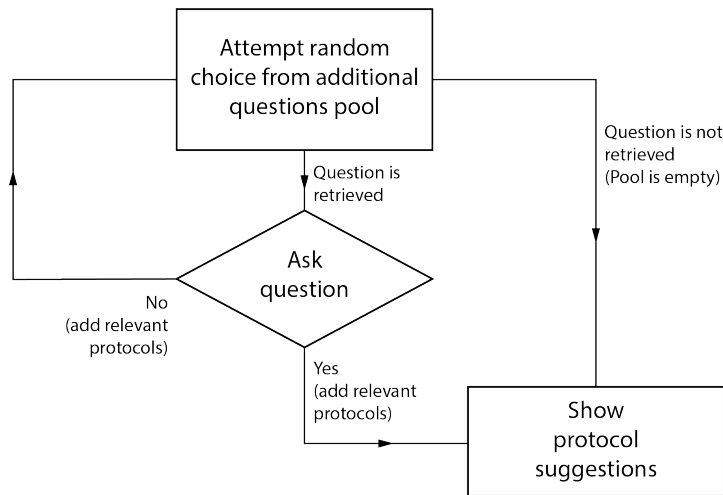 Attempt random
choice from additional
questions pool
Question is not
retrieved
(Pool is empty)
Question is
retrieved
Ask
question
No
(add relevant
protocols)
Yes
(add relevant
protocols)
Show
protocol
suggestions